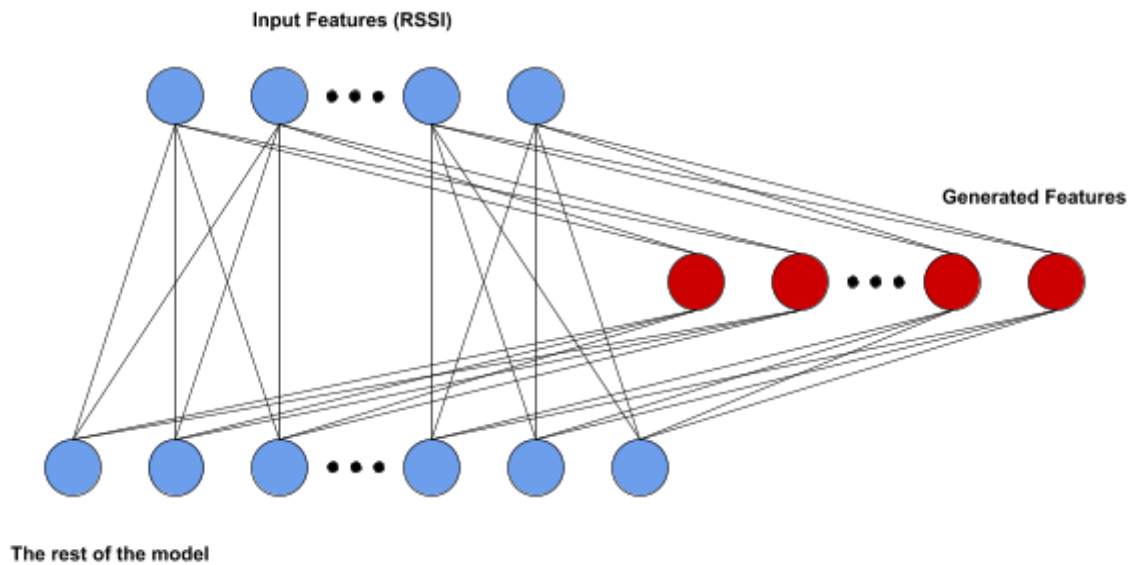 Input Features (RSSI)
Generated Features
The rest of the model